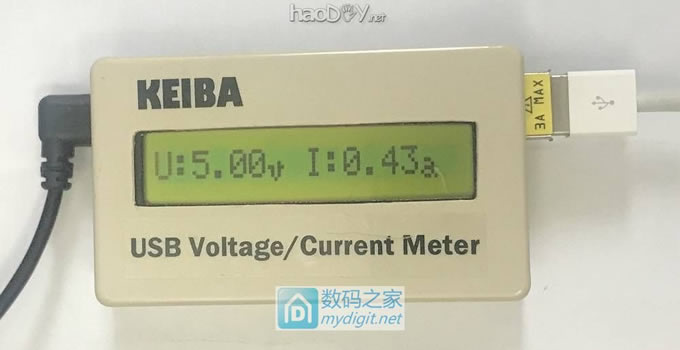 haoDIY.net
KEIBA
3A MAX
U:5.00v I:0.43a
USB Voltage/Current Meter
数码之家
mydigit.net